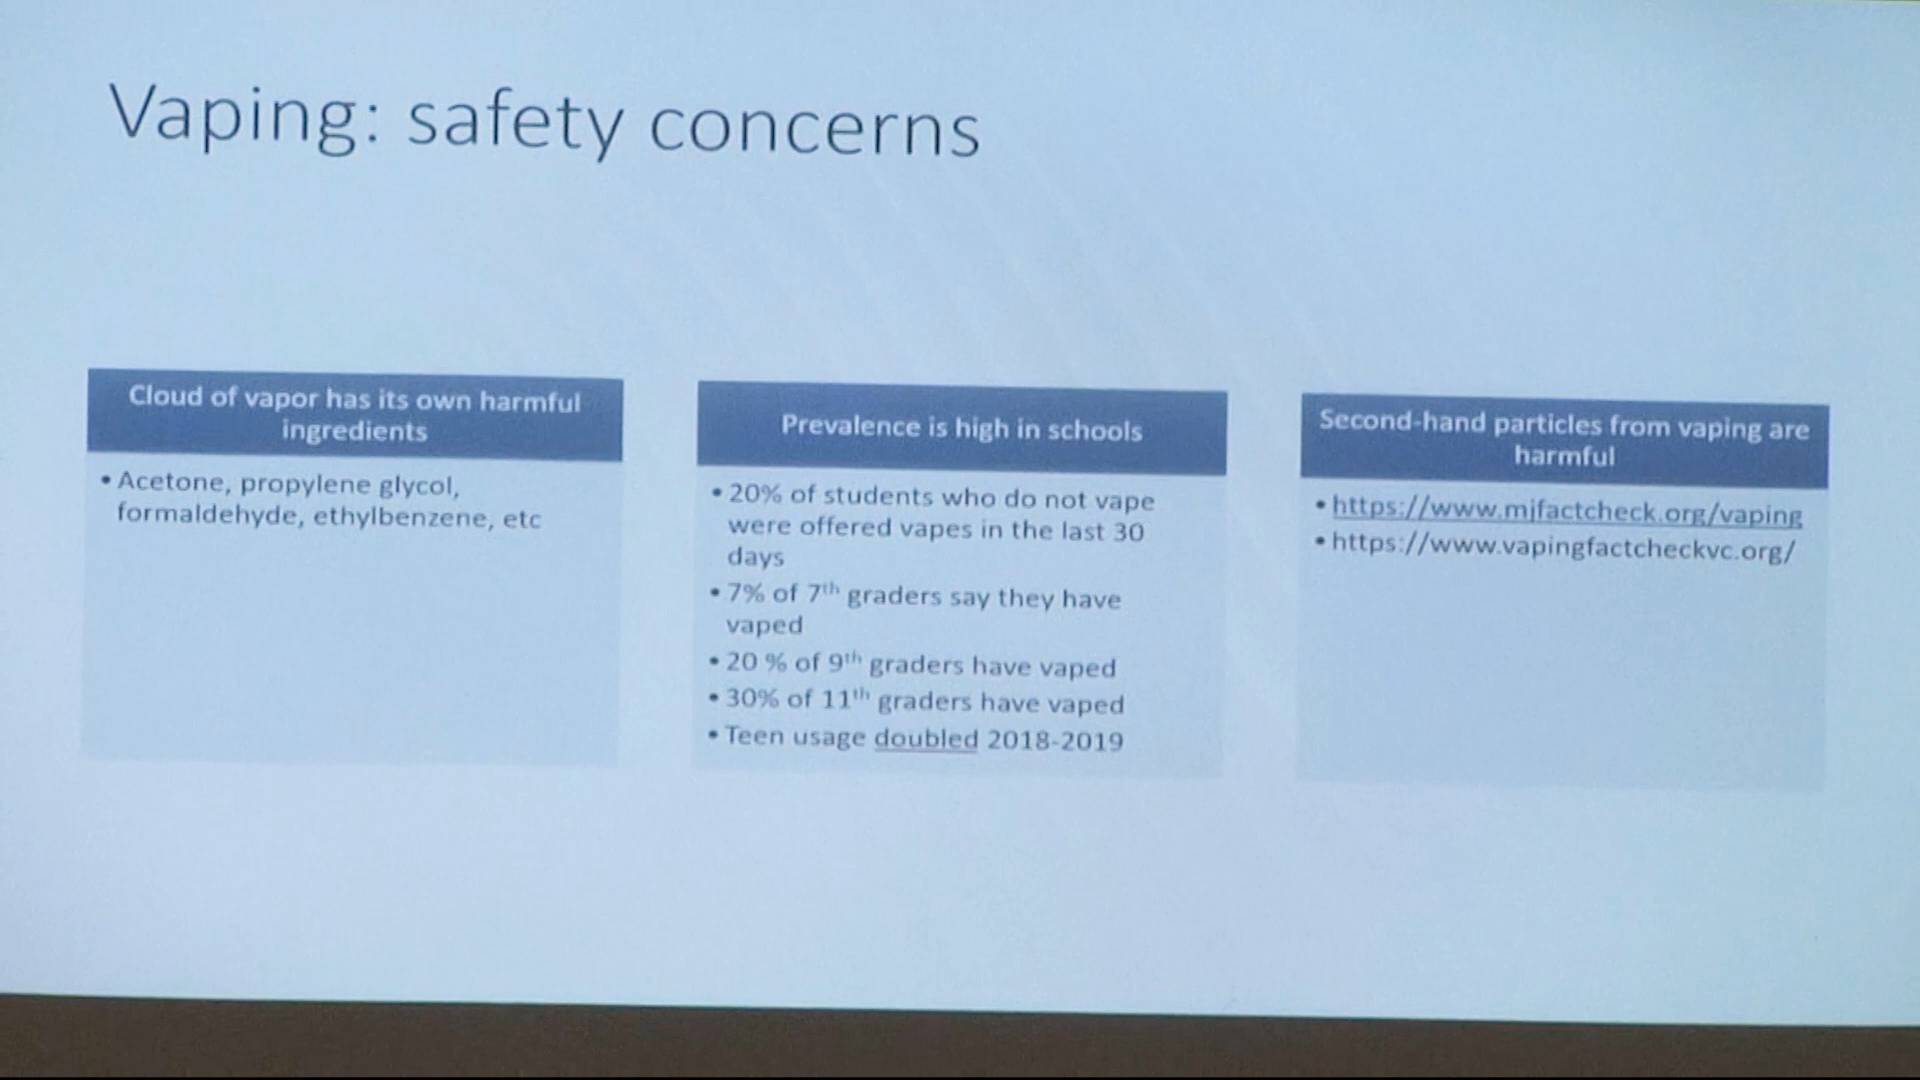 Vaping: safety concerns
Cloud of vapor has its own harmful
ingredients
• Acetone, propylene glycol,
formaldehyde, ethylbenzene, etc
Prevalence is high in schools
• 20% of students who do not vape
were offered vapes in the last 30
days
• 7% of 7th graders say they have
vaped
• 20 % of 9th graders have vaped
• 30% of 11th graders have vaped
• Teen usage doubled 2018-2019
Second-hand particles from vaping are
harmful
• https://www.mjfactcheck.org/vaping
• https://www.vapingfactcheckvc.org/